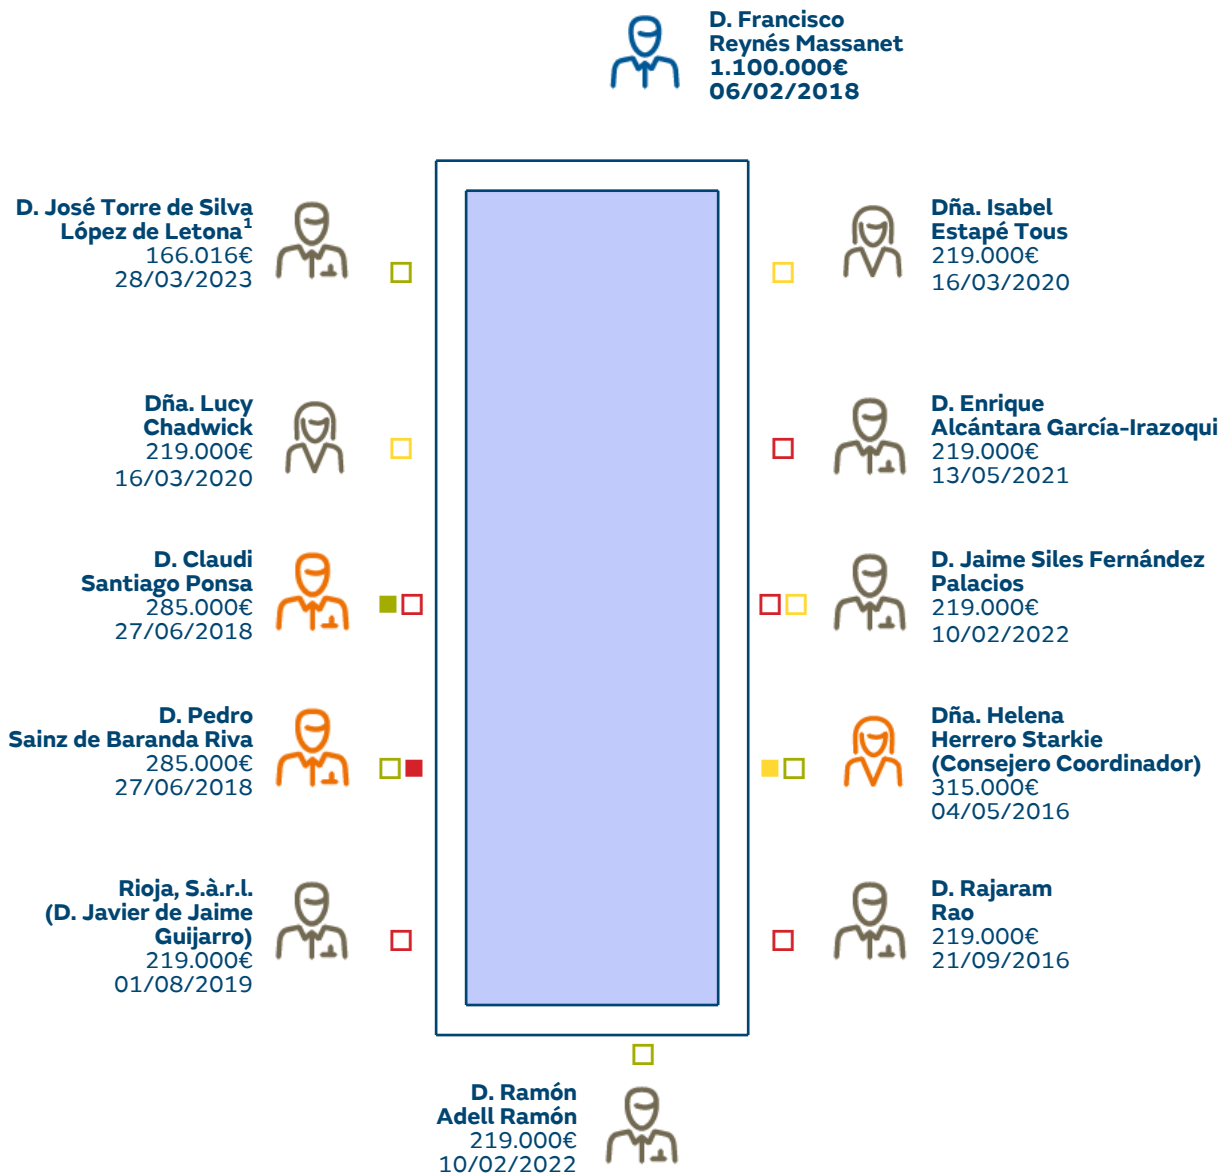 D. Francisco
Reynés Massanet
1.100.000€
06/02/2018
D. José Torre de Silva
López de Letona1
166.016€
28/03/2023
Dña. Isabel
Estapé Tous
219.000€
16/03/2020
Dña. Lucy
Chadwick
219.000€
16/03/2020
D. Enrique
Alcántara García-Irazoqui
219.000€
13/05/2021
D. Claudi
Santiago Ponsa
285.000€
27/06/2018
D. Jaime Siles Fernández
Palacios
219.000€
10/02/2022
D. Pedro
Sainz de Baranda Riva
285.000€
27/06/2018
Dña. Helena
Herrero Starkie
(Consejero Coordinador)
315.000€
04/05/2016
Rioja, S.à.r.l.
(D. Javier de Jaime
Guijarro)
219.000€
01/08/2019
D. Rajaram
Rao
219.000€
21/09/2016
D. Ramón
Adell Ramón
219.000€
10/02/2022